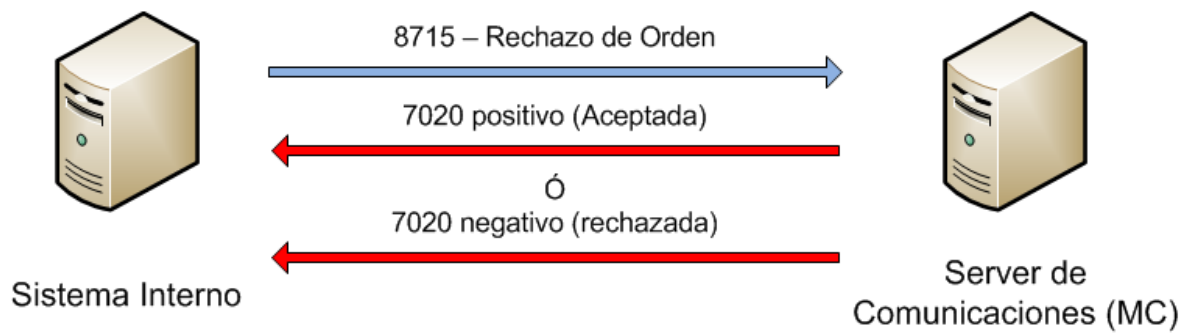 8715 – Rechazo de Orden
7020 positivo (Aceptada)
Ó
7020 negativo (rechazada)
Sistema Interno
Server de
Comunicaciones (MC)